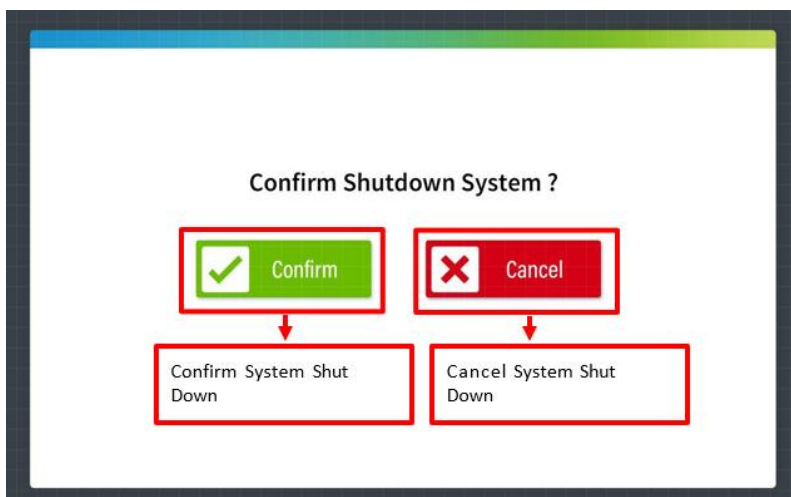 Confirm Shutdown System ?
Confirm
Cancel
Confirm System Shut
Down
Cancel System Shut
Down